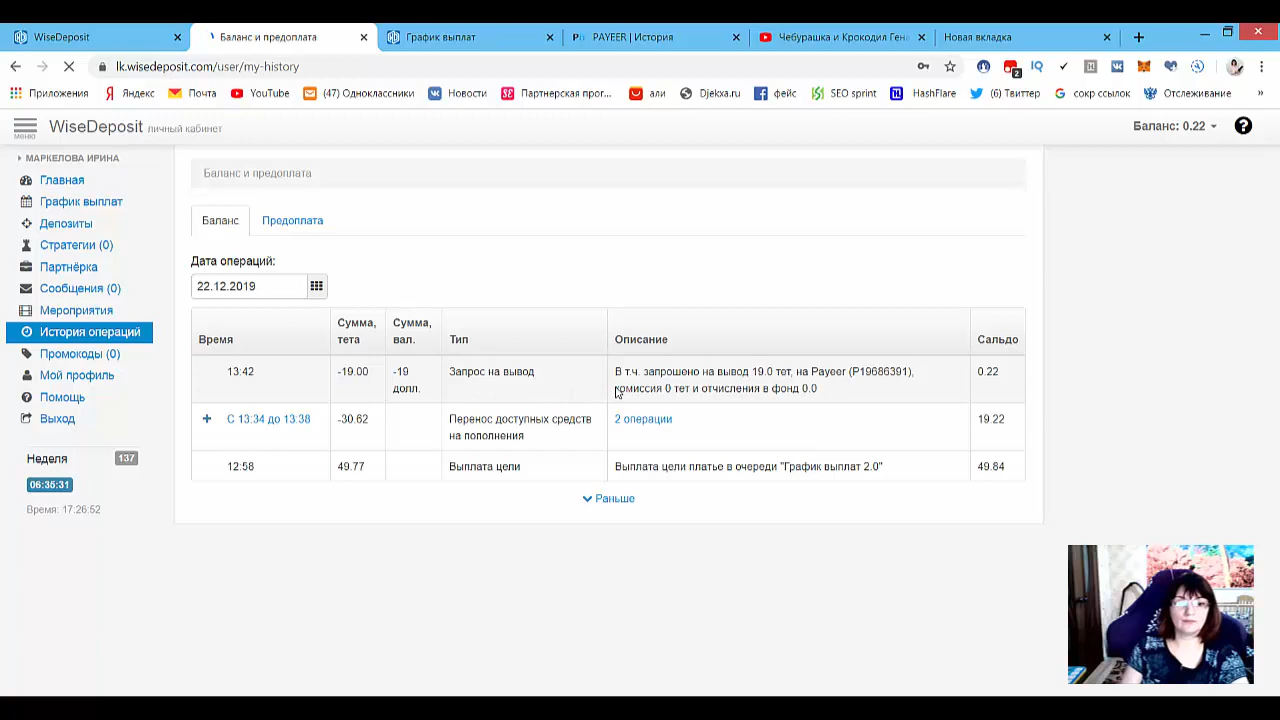 WiseDeposit
Баланс и предоплата
График выплат
PAYEER | История
Чебурашка и Крокодил Ген
Новая вкладка
lk.wisedeposit.com/user/my-history
2
Приложения
Яндекс
Почта
YouTube
(47) Одноклассники
Новости
Партнерская прог...
али
Djekxa.ru
фейс
SEO sprint
HashFlare
(6) Твиттер
сокр ссылок
Отслеживание
»
меню
WiseDeposit личный кабинет
Баланс: 0.22
МАРКЕЛОВА ИРИНА
Главная
График выплат
Депозиты
Стратегии (0)
Партнёрка
Сообщения (0)
Мероприятия
История операций
Промокоды (0)
Мой профиль
Помощь
Выход
Неделя 137
06:35:31
Время: 17:26:52
Баланс и предоплата
Баланс Предоплата
Дата операций:
22.12.2019
Время Сумма, тета Сумма, вал. Тип Описание Сальдо
13:42 -19.00 -19 долл. Запрос на вывод В т.ч. запрошено на вывод 19.0 тет, на Payeer (P19686391), комиссия 0 тет и отчисления в фонд 0.0 0.22
С 13:34 до 13:38 -30.62 Перенос доступных средств на пополнения 2 операции 19.22
12:58 49.77 Выплата цели Выплата цели платье в очереди "График выплат 2.0" 49.84
Раньше